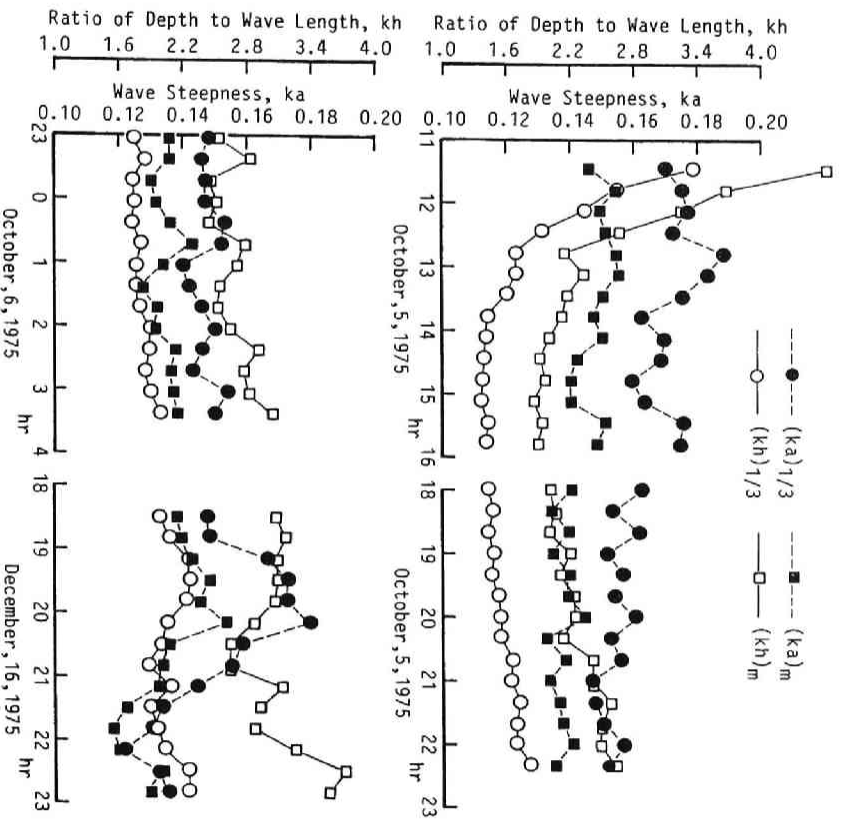 Ratio of Depth to Wave Length, kh
1.0 1.6 2.2 2.8 3.4 4.0
Wave Steepness, ka
0.10 0.12 0.14 0.16 0.18 0.20
23 0 1 2 3 hr 4
October,6,1975
18 19 20 21 22 hr 23
December,16,1975
Ratio of Depth to Wave Length, kh
1.0 1.6 2.2 2.8 3.4 4.0
Wave Steepness, ka
0.10 0.12 0.14 0.16 0.18 0.20
11 12 13 14 15 hr 16
October,5,1975
18 19 20 21 22 hr 23
October,5,1975
(ka)1/3 (ka)m
(kh)1/3 (kh)m